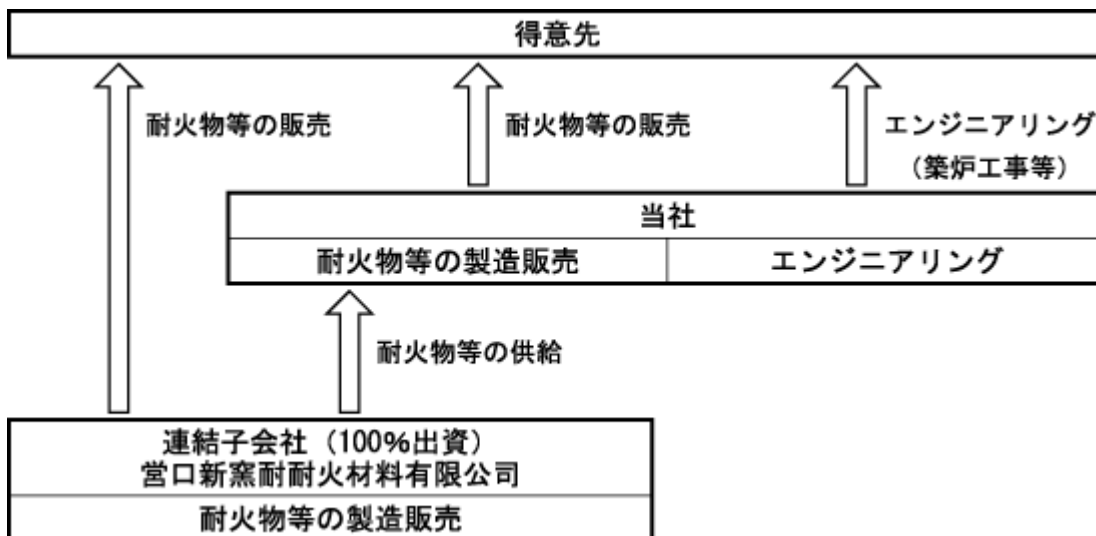 得意先
耐火物等の販売
耐火物等の販売
エンジニアリング
（築炉工事等）
当社
耐火物等の製造販売
エンジニアリング
耐火物等の供給
連結子会社（100％出資）
営口新窯耐耐火材料有限公司
耐火物等の製造販売